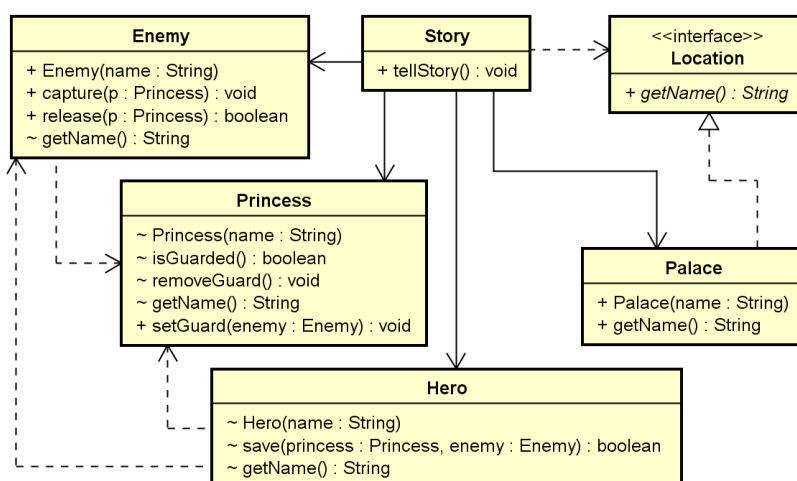 Enemy
+ Enemy(name : String)
+ capture(p : Princess) : void
+ release(p : Princess) : boolean
~ getName() : String
Story
+ tellStory() : void
<<interface>>
Location
+ getName() : String
Princess
~ Princess(name : String)
~ isGuarded() : boolean
~ removeGuard() : void
~ getName() : String
+ setGuard(enemy : Enemy) : void
Palace
+ Palace(name : String)
+ getName() : String
Hero
~ Hero(name : String)
~ save(princess : Princess, enemy : Enemy) : boolean
~ getName() : String